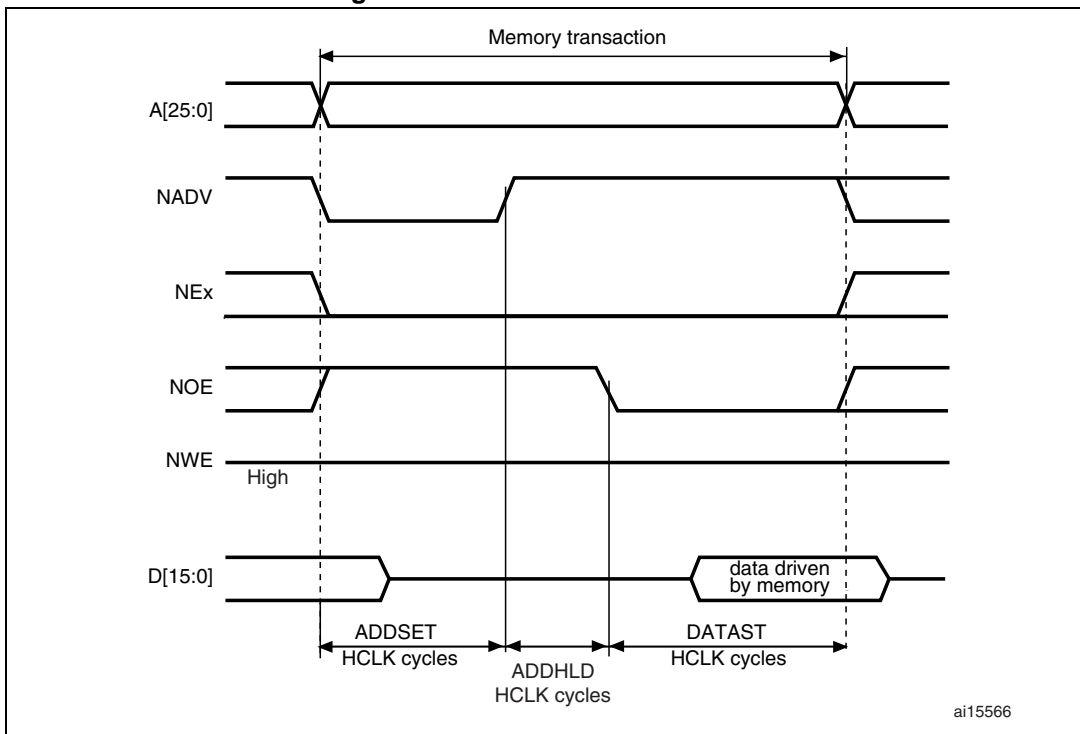 Memory transaction
A[25:0]
NADV
NEx
NOE
NWE
High
D[15:0]
data driven
by memory
ADDSET
HCLK cycles
ADDHLD
HCLK cycles
DATAST
HCLK cycles
ai15566